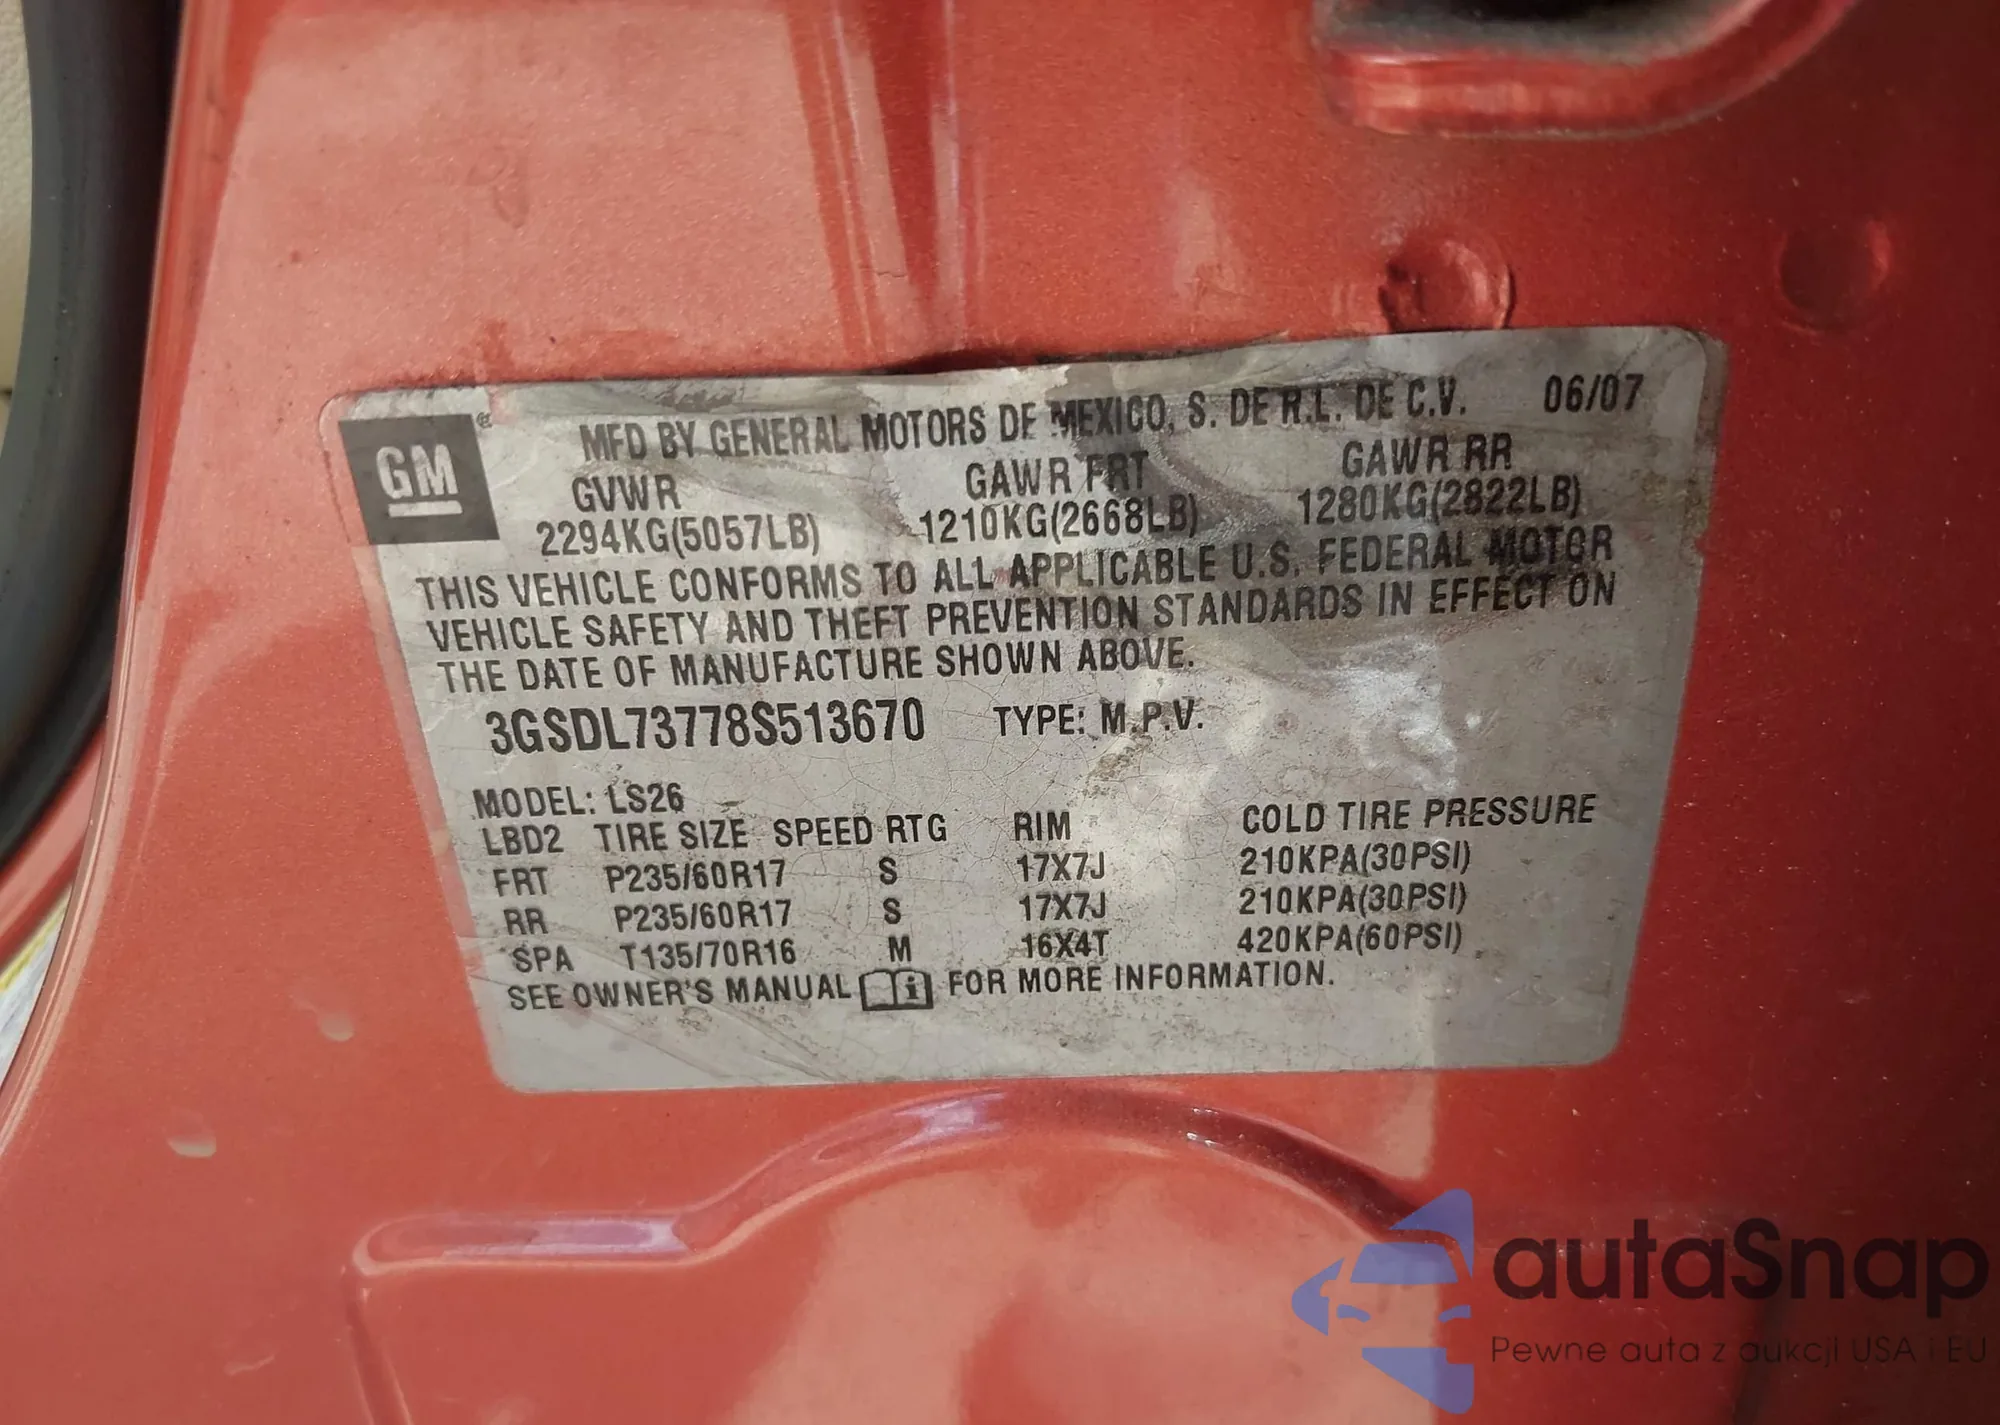 GM ®
MFD BY GENERAL MOTORS DE MEXICO, S. DE R.L. DE C.V. 06/07
GVWR GAWR FRT GAWR RR
2294KG(5057LB) 1210KG(2668LB) 1280KG(2822LB)
THIS VEHICLE CONFORMS TO ALL APPLICABLE U.S. FEDERAL MOTOR
VEHICLE SAFETY AND THEFT PREVENTION STANDARDS IN EFFECT ON
THE DATE OF MANUFACTURE SHOWN ABOVE.
3GSDL73778S513670 TYPE: M.P.V.
MODEL: LS26
LBD2 TIRE SIZE SPEED RTG RIM COLD TIRE PRESSURE
FRT P235/60R17 S 17X7J 210KPA(30PSI)
RR P235/60R17 S 17X7J 210KPA(30PSI)
SPA T135/70R16 M 16X4T 420KPA(60PSI)
SEE OWNER'S MANUAL FOR MORE INFORMATION.
autaSnap
Pewne auta z aukcji USA i EU